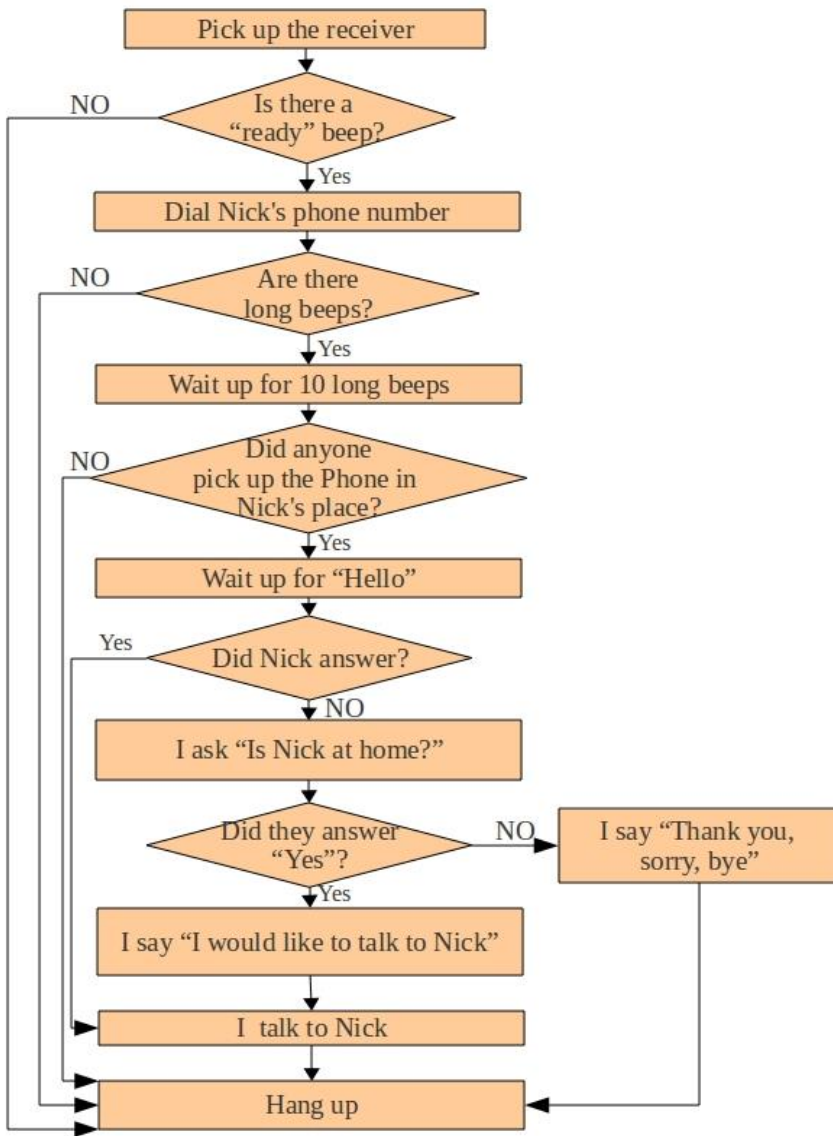 Pick up the receiver
NO
Is there a
“ready” beep?
Yes
Dial Nick's phone number
NO
Are there
long beeps?
Yes
Wait up for 10 long beeps
NO
Did anyone
pick up the Phone in
Nick's place?
Yes
Wait up for “Hello”
Yes
Did Nick answer?
NO
I ask “Is Nick at home?”
Did they answer
“Yes”?
NO
I say “Thank you,
sorry, bye”
Yes
I say “I would like to talk to Nick”
I talk to Nick
Hang up